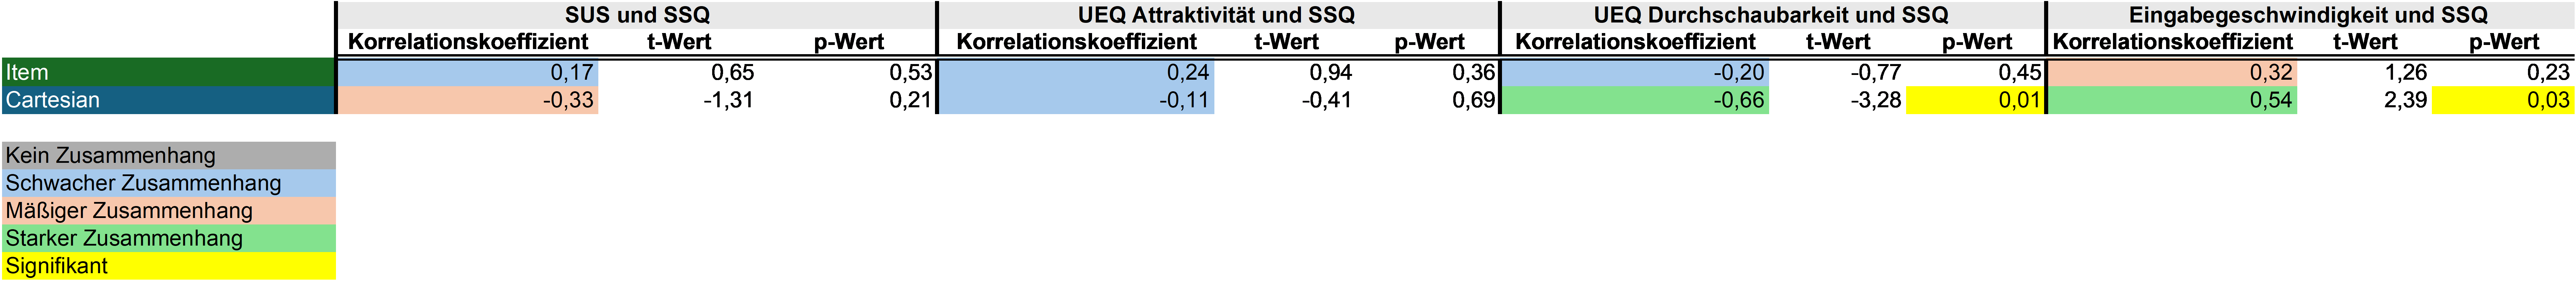 SUS und SSQ UEQ Attraktivität und SSQ UEQ Durchschaubarkeit und SSQ Eingabegeschwindigkeit und SSQ
Korrelationskoeffizient t-Wert p-Wert Korrelationskoeffizient t-Wert p-Wert Korrelationskoeffizient t-Wert p-Wert Korrelationskoeffizient t-Wert p-Wert
Item 0,17 0,65 0,53 0,24 0,94 0,36 -0,20 -0,77 0,45 0,32 1,26 0,23
Cartesian -0,33 -1,31 0,21 -0,11 -0,41 0,69 -0,66 -3,28 0,01 0,54 2,39 0,03
Kein Zusammenhang
Schwacher Zusammenhang
Mäßiger Zusammenhang
Starker Zusammenhang
Signifikant